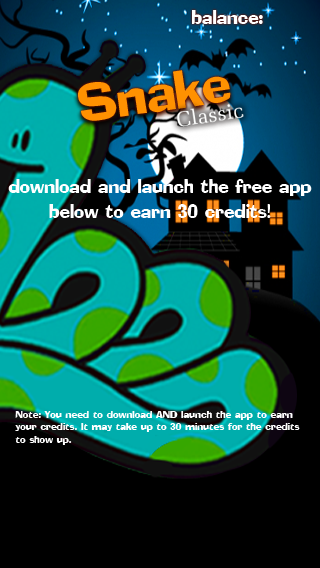 balance:
Snake
Classic
download and launch the free app
below to earn 30 credits!
Note: You need to download AND launch the app to earn
your credits. It may take up to 30 minutes for the credits
to show up.